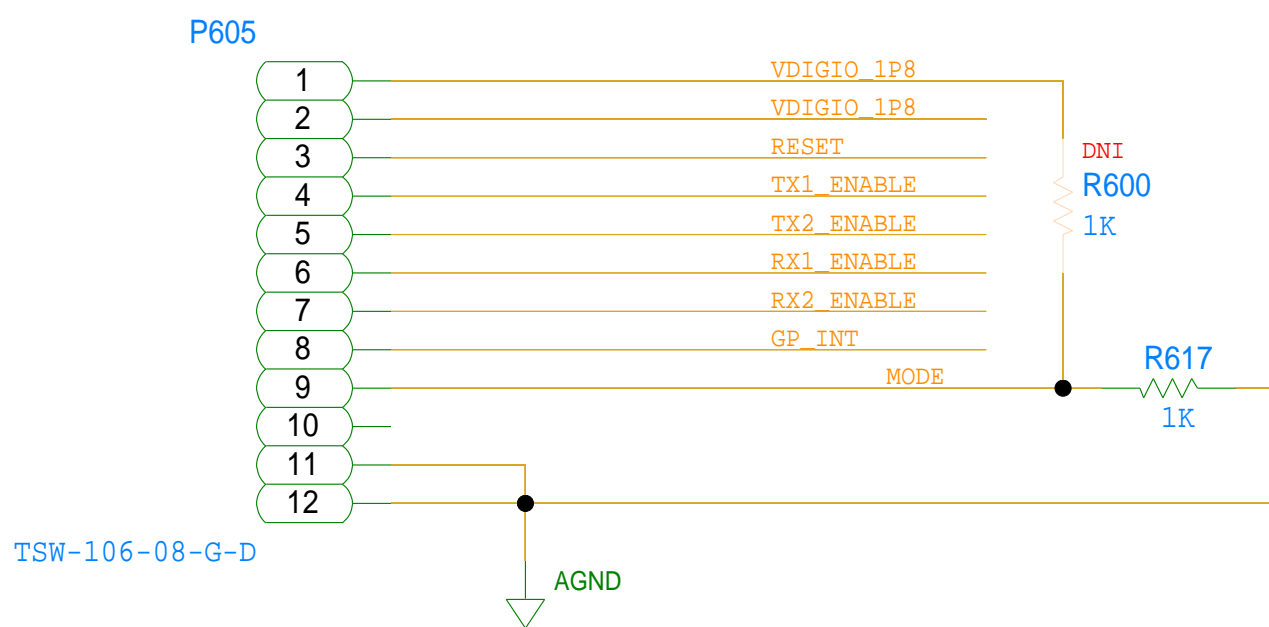 P605
1 VDIGIO_1P8
2 VDIGIO_1P8
3 RESET
DNI
4 TX1_ENABLE
R600
5 TX2_ENABLE
1K
6 RX1_ENABLE
7 RX2_ENABLE
8 GP_INT
R617
9 MODE
1K
10
11
12
TSW-106-08-G-D
AGND